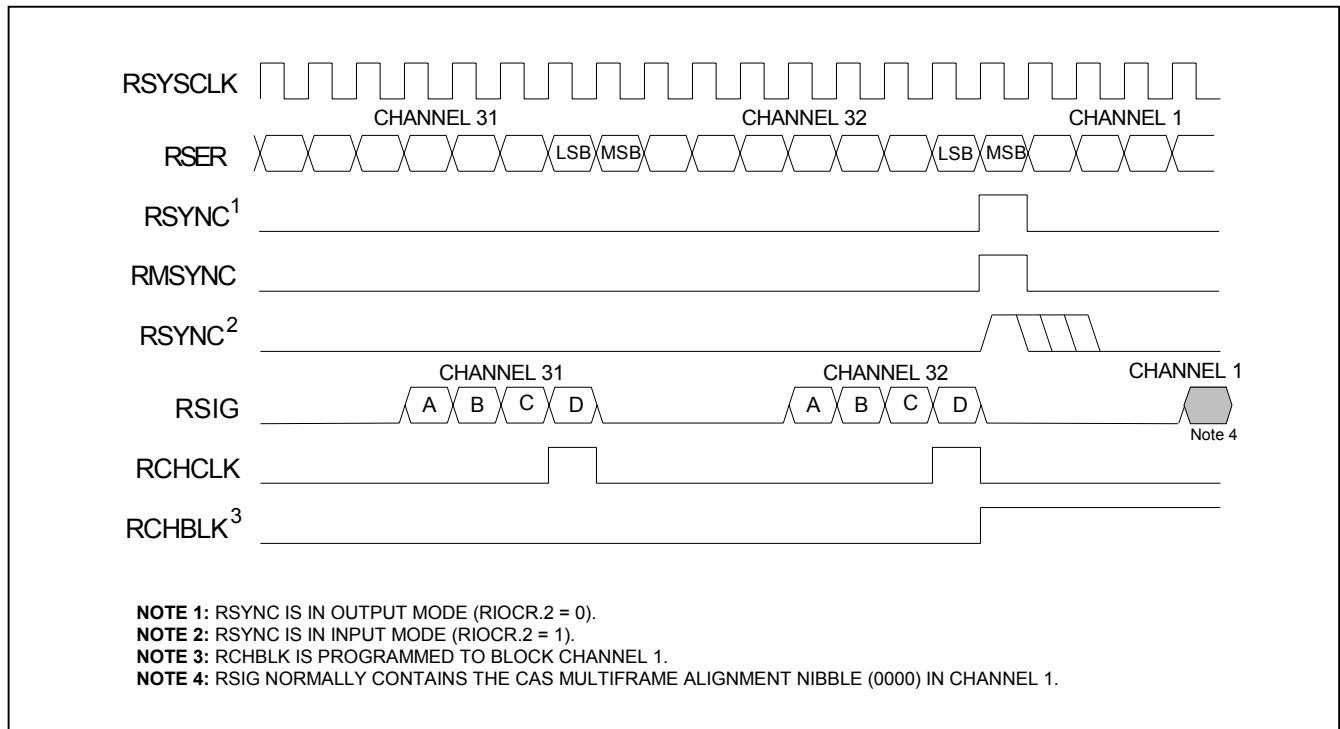 RSYSCLK
CHANNEL 31 CHANNEL 32 CHANNEL 1
RSER LSB MSB LSB MSB
RSYNC1
RMSYNC
RSYNC2
CHANNEL 31 CHANNEL 32 CHANNEL 1
RSIG A B C D A B C D
Note 4
RCHCLK
RCHBLK3
NOTE 1: RSYNC IS IN OUTPUT MODE (RIOCR.2 = 0).
NOTE 2: RSYNC IS IN INPUT MODE (RIOCR.2 = 1).
NOTE 3: RCHBLK IS PROGRAMMED TO BLOCK CHANNEL 1.
NOTE 4: RSIG NORMALLY CONTAINS THE CAS MULTIFRAME ALIGNMENT NIBBLE (0000) IN CHANNEL 1.